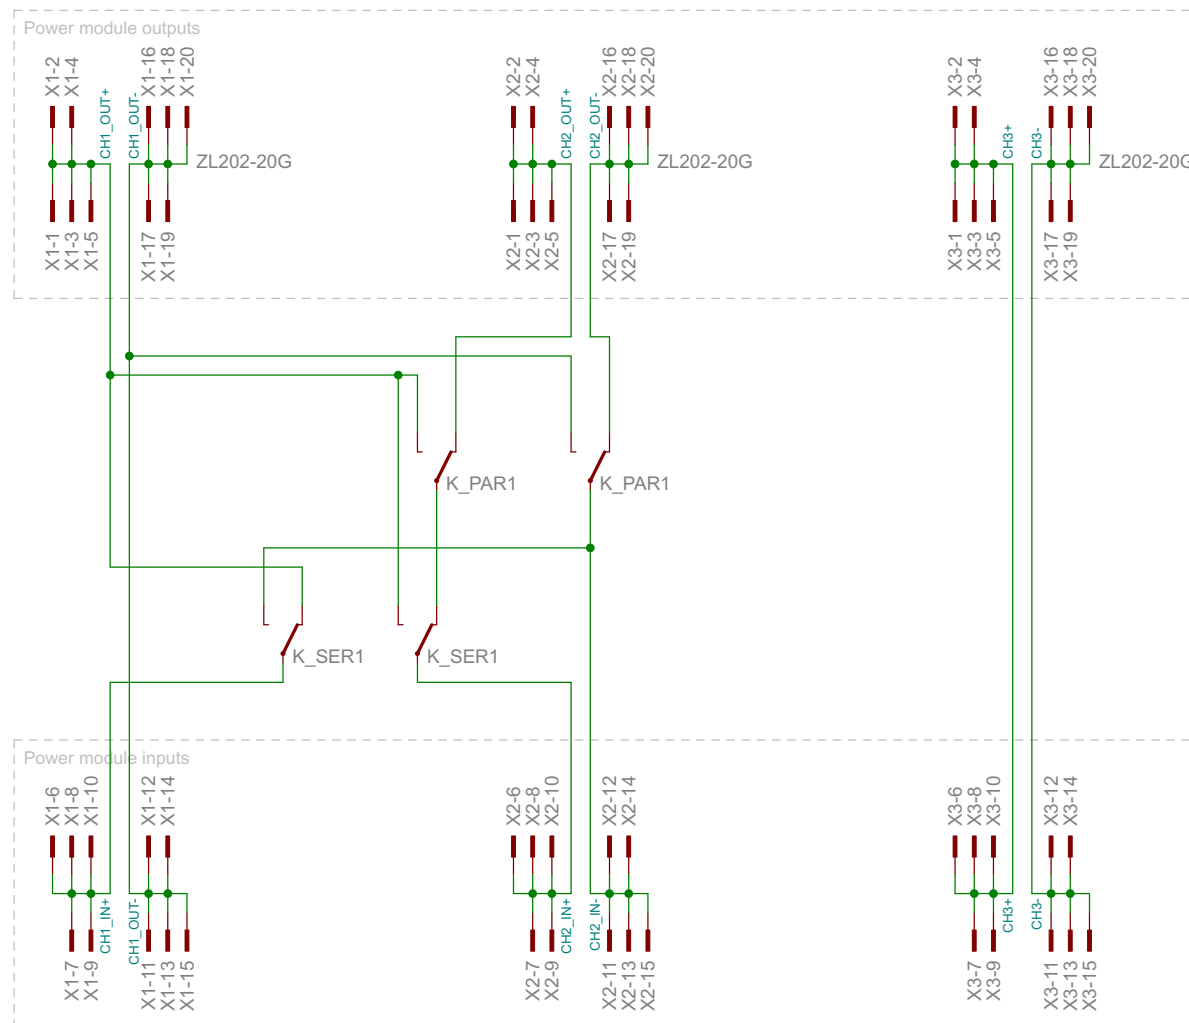 Power module outputs
X1-2
X1-4
CH1_OUT+
CH1_OUT-
X1-16
X1-18
X1-20
ZL202-20G
X1-1
X1-3
X1-5
X1-17
X1-19
X2-2
X2-4
CH2_OUT+
CH2_OUT-
X2-16
X2-18
X2-20
ZL202-20G
X2-1
X2-3
X2-5
X2-17
X2-19
X3-2
X3-4
CH3+
CH3-
X3-16
X3-18
X3-20
ZL202-20G
X3-1
X3-3
X3-5
X3-17
X3-19
K_PAR1
K_PAR1
K_SER1
K_SER1
Power module inputs
X1-6
X1-8
X1-10
X1-12
X1-14
X1-7
X1-9
CH1_IN+
CH1_OUT-
X1-11
X1-13
X1-15
X2-6
X2-8
X2-10
X2-12
X2-14
X2-7
X2-9
CH2_IN+
CH2_IN-
X2-11
X2-13
X2-15
X3-6
X3-8
X3-10
X3-12
X3-14
X3-7
X3-9
CH3+
CH3-
X3-11
X3-13
X3-15